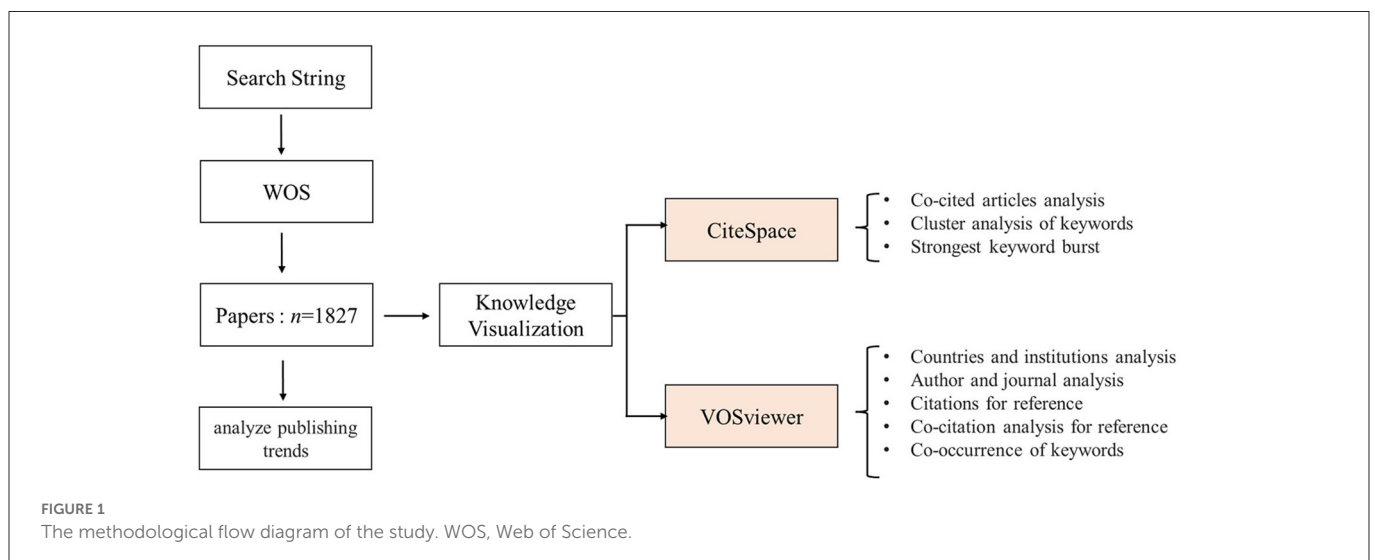 Search String
WOS
Papers : n=1827
analyze publishing
trends
Knowledge
Visualization
CiteSpace
• Co-cited articles analysis
• Cluster analysis of keywords
• Strongest keyword burst
VOSviewer
• Countries and institutions analysis
• Author and journal analysis
• Citations for reference
• Co-citation analysis for reference
• Co-occurrence of keywords
FIGURE 1
The methodological flow diagram of the study. WOS, Web of Science.